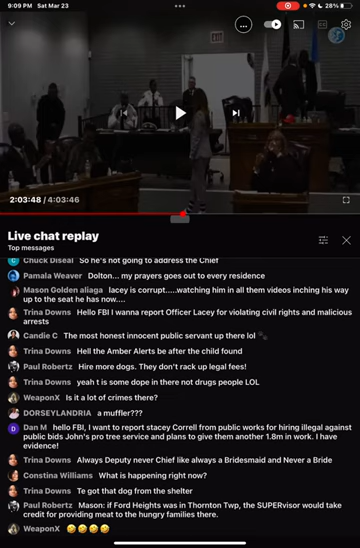 9:09 PM Sat Mar 23
28%
EXIT
2:03:48 / 4:03:46
Live chat replay
Top messages
Chuck Diseal So he's not going to address the Chief
Pamala Weaver Dolton... my prayers goes out to every residence
Mason Golden aliaga lacey is corrupt.....watching him in all them videos inching his way
up to the seat he has now....
Trina Downs Hello FBI I wanna report Officer Lacey for violating civil rights and malicious
arrests
Candie C The most honest innocent public servant up there lol 🐾
Trina Downs Hell the Amber Alerts be after the child found
Paul Robertz Hire more dogs. They don't rack up legal fees!
Trina Downs yeah t is some dope in there not drugs people LOL
WeaponX Is it a lot of crimes there?
DORSEYLANDRIA a muffler???
D Dan M hello FBI, I want to report stacey Correll from public works for hiring illegal against
public bids John's pro tree service and plans to give them another 1.8m in work. I have
evidence!
Trina Downs Always Deputy never Chief like always a Bridesmaid and Never a Bride
Constina Williams What is happening right now?
Trina Downs Te got that dog from the shelter
Paul Robertz Mason: if Ford Heights was in Thornton Twp, the SUPERvisor would take
credit for providing meat to the hungry families there.
WeaponX 🤣🤣🤣🤣